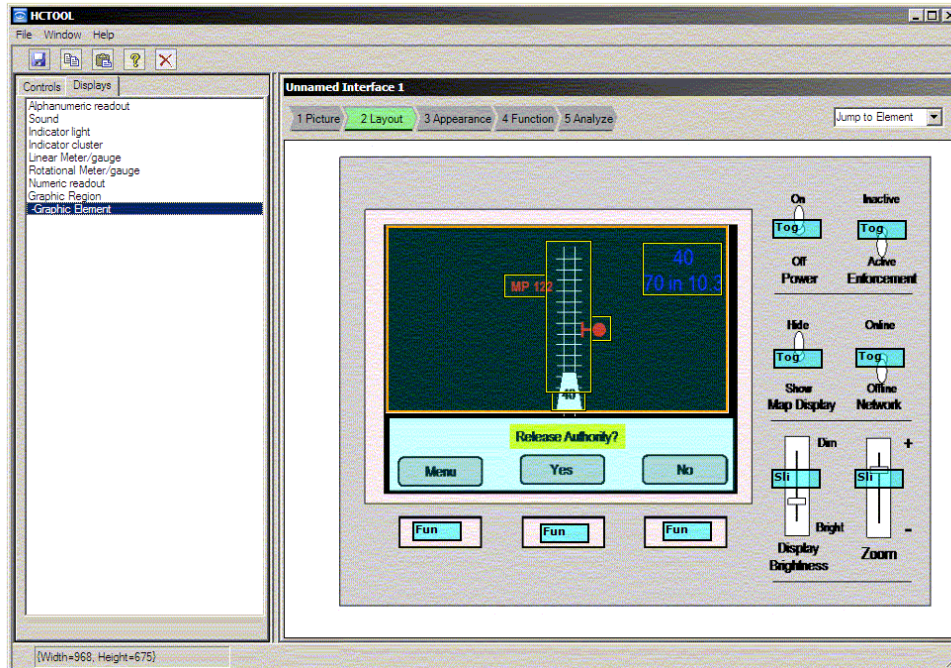 HCTOOL
File Window Help
Controls Displays
Alphanumeric readout
Sound
Indicator light
Indicator cluster
Linear Meter/gauge
Rotational Meter/gauge
Numeric readout
Graphic Region
-Graphic Element
Unnamed Interface 1
1 Picture 2 Layout 3 Appearance 4 Function 5 Analyze
Jump to Element
On Inactive
Tog Tog
Off Active
Power Enforcement
40
70 in 10.3
MP 122
40
Hide Online
Tog Tog
Show Offline
Map Display Network
Release Authority?
Menu Yes No
Dim +
Sli Sli
Bright -
Display Brightness
Zoom
Fun Fun Fun
{Width=968, Height=675}